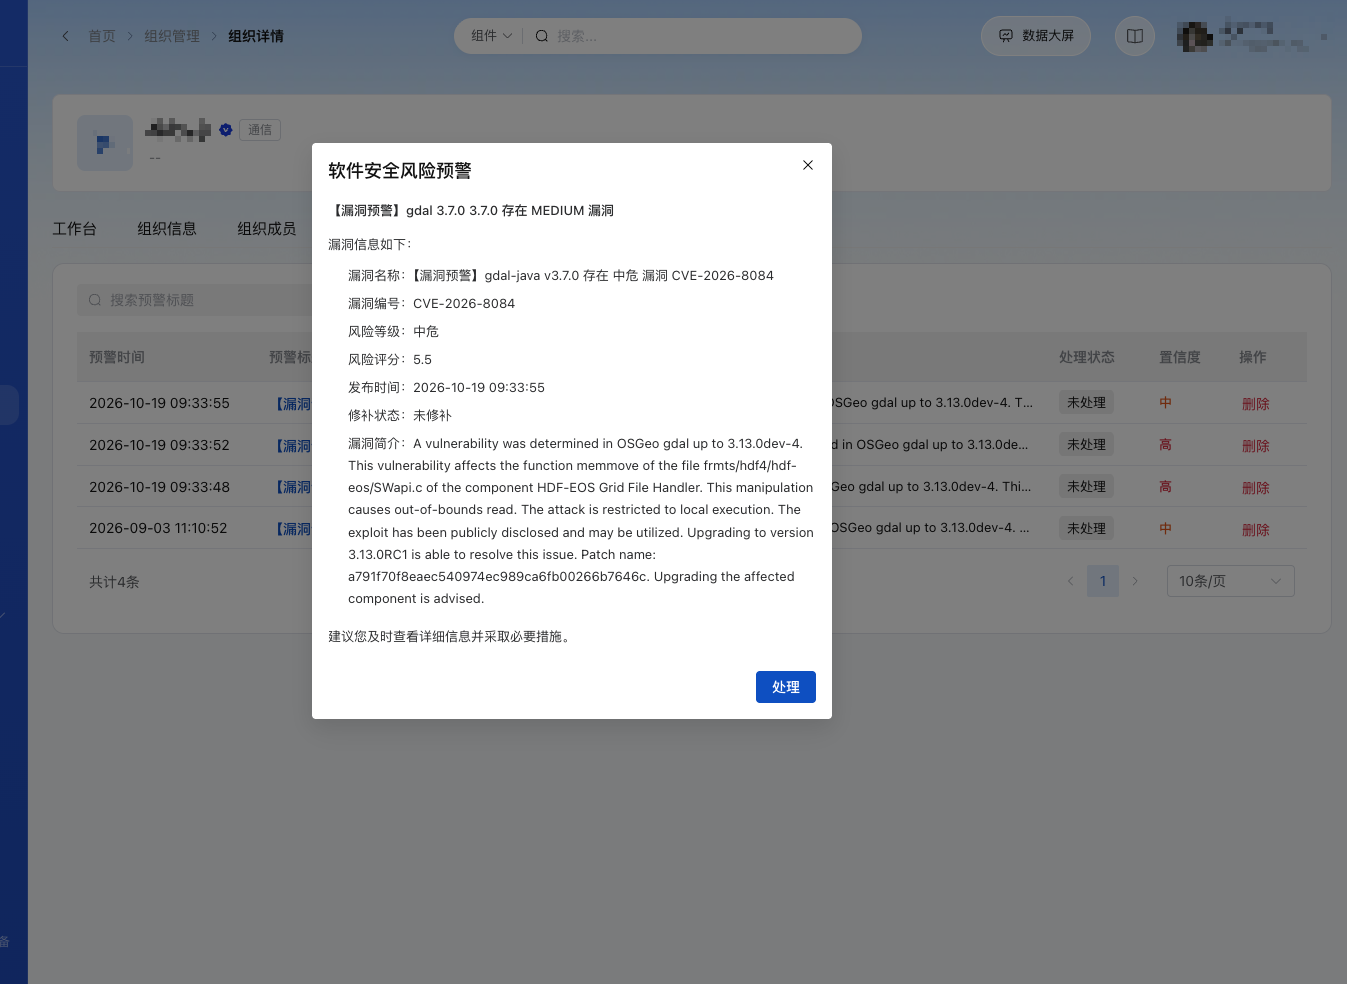 首页 > 组织管理 > 组织详情
组件
搜索...
数据大屏
通信
--
工作台
组织信息
组织成员
搜索预警标题
预警时间
预警标
处理状态
置信度
操作
2026-10-19 09:33:55
【漏洞
OSGeo gdal up to 3.13.0dev-4. T...
未处理
中
删除
2026-10-19 09:33:52
【漏洞
d in OSGeo gdal up to 3.13.0de...
未处理
高
删除
2026-10-19 09:33:48
【漏洞
Geo gdal up to 3.13.0dev-4. Thi...
未处理
高
删除
2026-09-03 11:10:52
【漏洞
OSGeo gdal up to 3.13.0dev-4. ...
未处理
中
删除
共计4条
1
10条/页
备
软件安全风险预警
【漏洞预警】gdal 3.7.0 3.7.0 存在 MEDIUM 漏洞
漏洞信息如下：
漏洞名称：【漏洞预警】gdal-java v3.7.0 存在 中危 漏洞 CVE-2026-8084
漏洞编号：CVE-2026-8084
风险等级：中危
风险评分：5.5
发布时间：2026-10-19 09:33:55
修补状态：未修补
漏洞简介：A vulnerability was determined in OSGeo gdal up to 3.13.0dev-4.
This vulnerability affects the function memmove of the file frmts/hdf4/hdf-
eos/SWapi.c of the component HDF-EOS Grid File Handler. This manipulation
causes out-of-bounds read. The attack is restricted to local execution. The
exploit has been publicly disclosed and may be utilized. Upgrading to version
3.13.0RC1 is able to resolve this issue. Patch name:
a791f70f8eaec540974ec989ca6fb00266b7646c. Upgrading the affected
component is advised.
建议您及时查看详细信息并采取必要措施。
处理